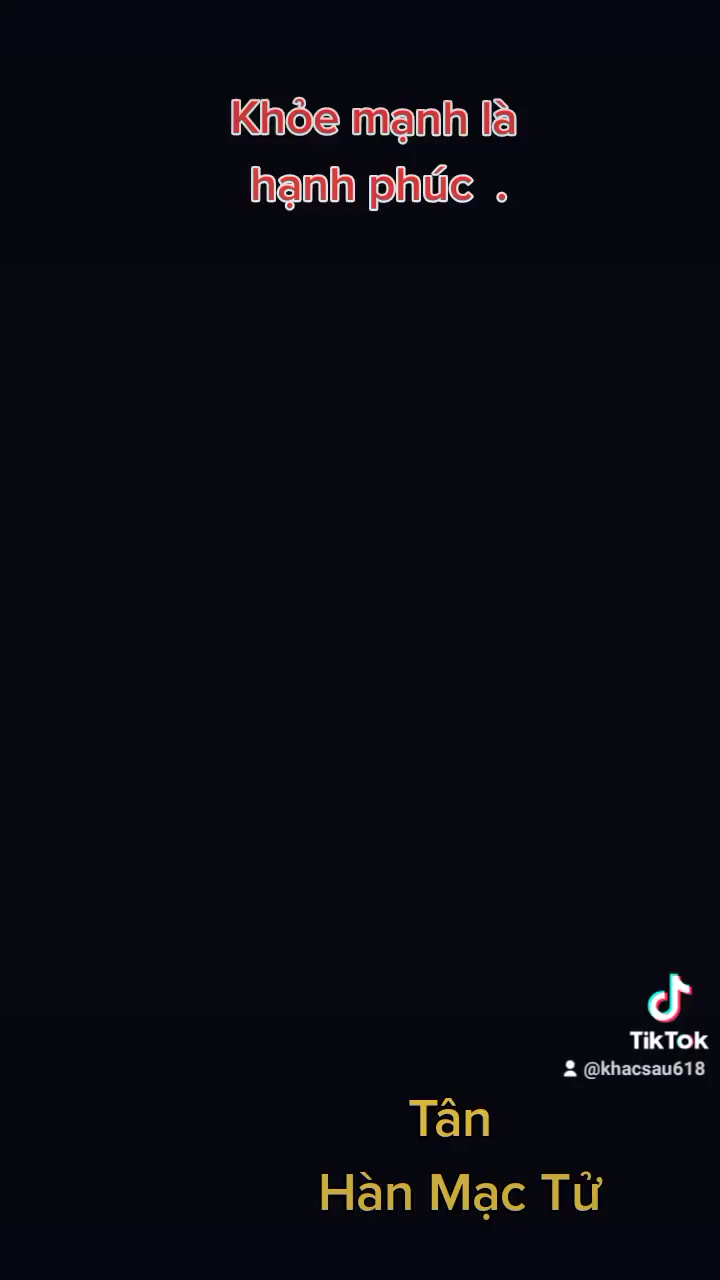 Khỏe mạnh là
hạnh phúc .
TikTok
@khacsau618
Tân
Hàn Mạc Tử